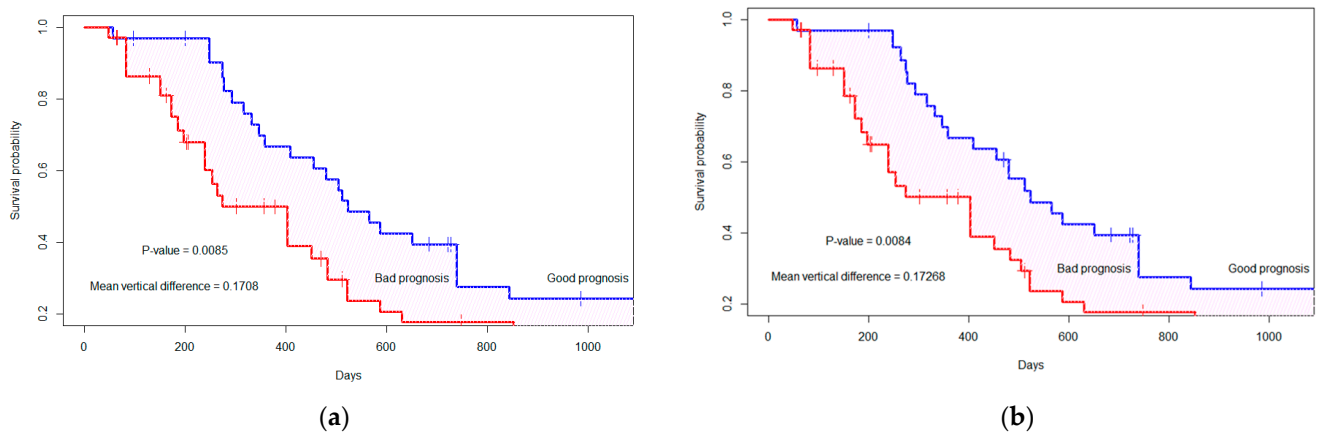 1.0
0.8
0.6
0.4
0.2
Survival probability
P-value = 0.0085
Mean vertical difference = 0.1708
Bad prognosis
Good prognosis
0 200 400 600 800 1000
Days
(a)
1.0
0.8
0.6
0.4
0.2
Survival probability
P-value = 0.0084
Mean vertical difference = 0.17268
Bad prognosis
Good prognosis
0 200 400 600 800 1000
Days
(b)